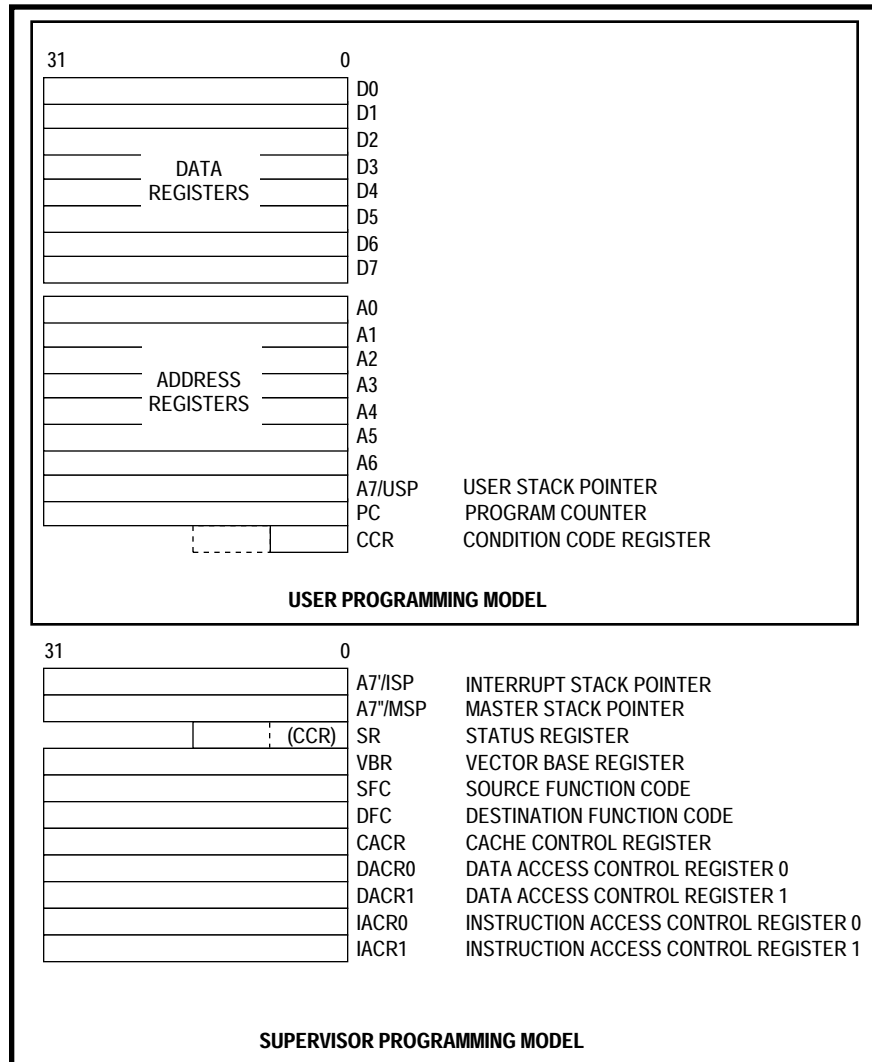 31 0
D0
D1
D2
D3
D4
D5
D6
D7
DATA
REGISTERS
A0
A1
A2
A3
A4
A5
A6
ADDRESS
REGISTERS
A7/USP USER STACK POINTER
PC PROGRAM COUNTER
CCR CONDITION CODE REGISTER
USER PROGRAMMING MODEL
31 0
A7'/ISP INTERRUPT STACK POINTER
A7"/MSP MASTER STACK POINTER
(CCR) SR STATUS REGISTER
VBR VECTOR BASE REGISTER
SFC SOURCE FUNCTION CODE
DFC DESTINATION FUNCTION CODE
CACR CACHE CONTROL REGISTER
DACR0 DATA ACCESS CONTROL REGISTER 0
DACR1 DATA ACCESS CONTROL REGISTER 1
IACR0 INSTRUCTION ACCESS CONTROL REGISTER 0
IACR1 INSTRUCTION ACCESS CONTROL REGISTER 1
SUPERVISOR PROGRAMMING MODEL